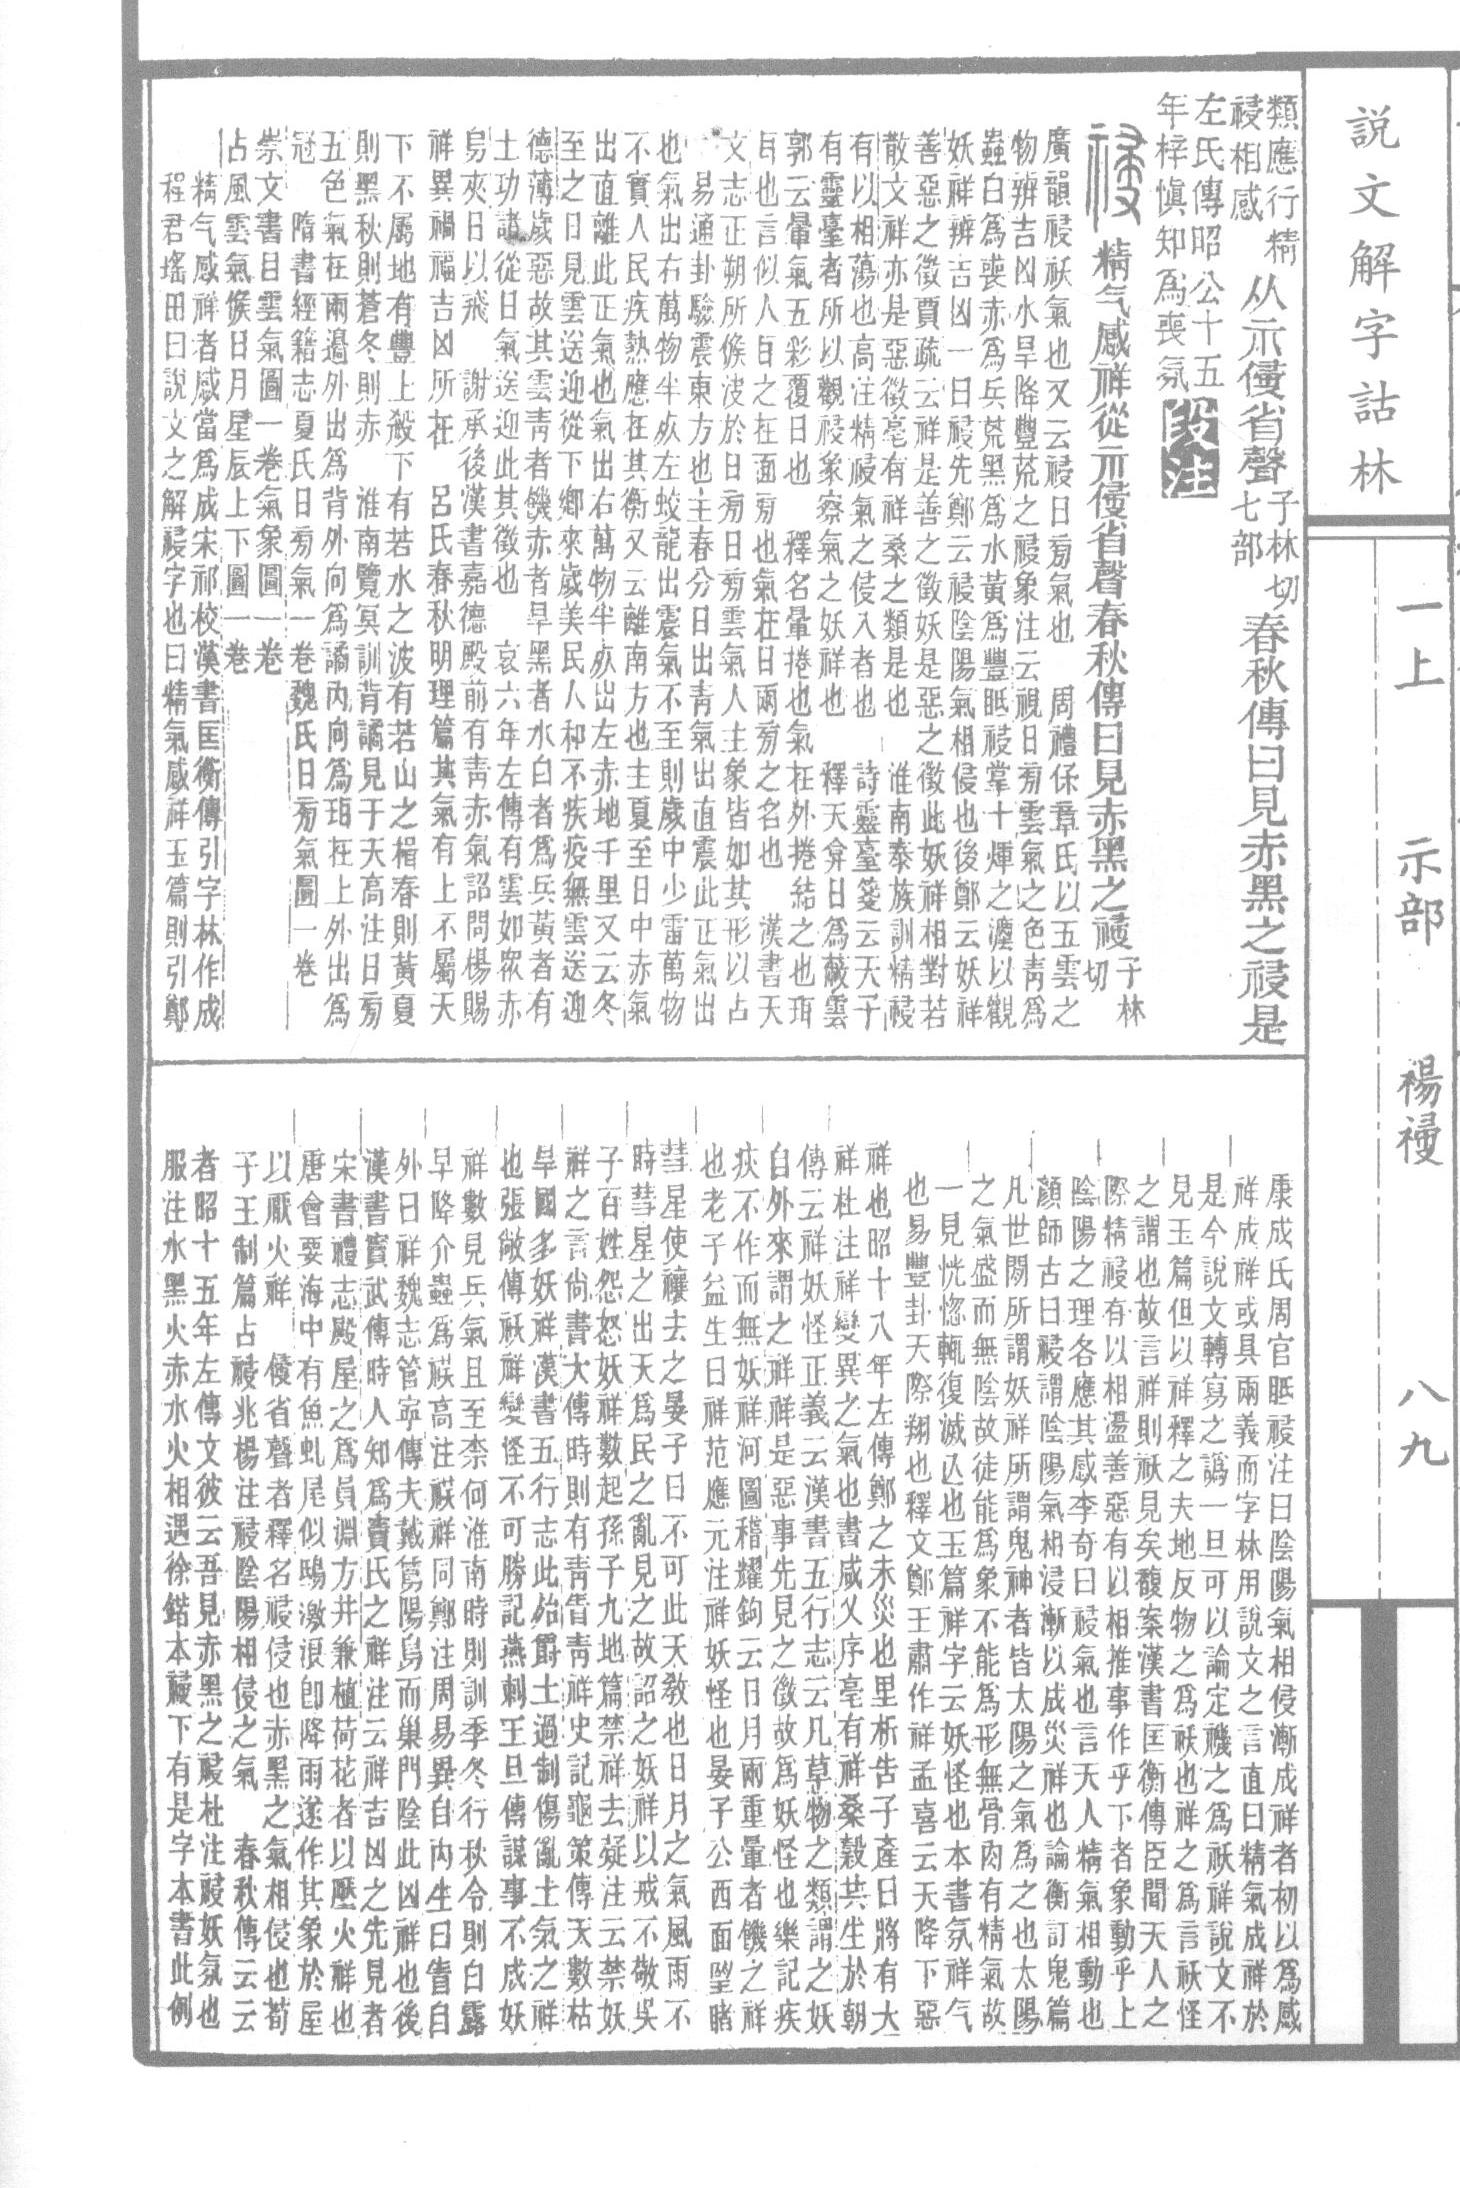 說文解字詁林
一上 示部 禓祲 八九
類應行精
祲相感
从示侵省聲
子林切
七部
春秋傳曰見赤黑之祲是
左氏傳昭公十五
年梓愼知爲喪氛
段注
祲 精气感祥從示侵省聲春秋傳曰見赤黑之祲
子林
切
廣韻祲祅氣也又云祲日旁氣也 周禮保章氏以五雲之
物辨吉凶水旱降豐荒之祲象注云視日旁雲氣之色靑爲
蟲白爲喪赤爲兵荒黑爲水黃爲豐眡祲掌十煇之灋以觀
妖祥辨吉凶一曰祲先鄭云祲陰陽氣相侵也後鄭云妖祥
善惡之徵賈疏云祥是善之徵妖是惡之徵此妖祥相對若
散文祥亦是惡徵亳有祥桑之類是也 淮南泰族訓精祲
有以相蕩也高注精祲氣之侵入者也 詩靈臺箋云天子
有靈臺者所以觀祲象察氣之妖祥也 釋天弇日爲蔽雲
郭云暈氣五彩覆日也 釋名暈捲也氣在外捲結之也珥
耳也言似人耳之在面旁也氣在日兩旁之名也 漢書天
文志正朔所候波於日旁日旁雲氣人主象皆如其形以占
易通卦驗震東方也主春分日出靑氣出直震此正氣出
也氣出右萬物半死左蛟龍出震氣不至則歲中少雷萬物
不實人民疾熱應在其衡又云離南方也主夏至日中赤氣
出直離此正氣也氣出右萬物半死出左赤地千里又云冬
至之日見雲送迎從下鄉來歲美民人和不疾疫無雲送迎
德薄歲惡故其雲靑者饑赤者旱黑者水白者爲兵黃者有
土功諸從日氣送迎此其徵也 哀六年左傳有雲如眾赤
鳥夾日以飛 謝承後漢書嘉德殿前有靑赤氣詔問楊賜
祥異禍福吉凶所在 呂氏春秋明理篇其氣有上不屬天
下不屬地有豐上殺下有若水之波有若山之楫春則黃夏
則黑秋則蒼冬則赤 淮南覽冥訓背譎見于天高注日旁
五色氣在兩邊外出爲背外向爲譎內向爲珥在上外出爲
冠 隋書經籍志夏氏日旁氣一卷魏氏日旁氣圖一卷
崇文書目雲氣圖一卷氣象圖一卷
占風雲氣候日月星辰上下圖一卷
精气感祥者感當爲成宋祁校漢書匡衡傳引字林作成
程君瑤田曰說文之解祲字也曰精氣感祥玉篇則引鄭
康成氏周官眡祲注曰陰陽氣相侵漸成祥者初以爲感
祥成祥或具兩義而字林用說文之言直曰精氣成祥於
是今說文轉寫之譌一旦可以論定禨之爲祅祥說文不
見玉篇但以祥釋之夫地反物之爲祅也祥之爲言祅怪
之謂也故言祥則祅見矣馥案漢書匡衡傳臣聞天人之
際精祲有以相盪善惡有以相推事作乎下者象動乎上
陰陽之理各應其感李奇曰祲氣也言天人精氣相動也
顏師古曰祲謂陰陽氣相浸漸以成災祥也論衡訂鬼篇
凡世閒所謂妖祥所謂鬼神者皆太陽之氣爲之也太陽
之氣盛而無陰故徒能爲象不能爲形無骨肉有精氣故
一見恍惚輒復滅亾也玉篇祥字云妖怪也本書氛祥气
也易豐卦天際翔也釋文鄭王肅作祥孟喜云天降下惡
祥也昭十八年左傳鄭之未災也里析告子產曰將有大
祥杜注祥變異之氣也書咸乂序亳有祥桑穀共生於朝
傳云祥妖怪正義云漢書五行志云凡草物之類謂之妖
自外來謂之祥祥是惡事先見之徵故爲妖怪也樂記疾
疢不作而無妖祥河圖稽耀鉤云日月兩重暈者饑之祥
也老子益生曰祥范應元注祥妖怪也晏子公西面望睹
彗星使禳去之晏子曰不可此天敎也日月之氣風雨不
時彗星之出天爲民之亂見之故詔之妖祥以戒不敬吳
子百姓怨怒妖祥數起孫子九地篇禁祥去疑注云禁妖
祥之言尙書大傳時則有靑眚靑祥史記龜策傳天數枯
旱國多妖祥漢書五行志此殆爵土過制傷亂土气之祥
也張敞傳祅祥變怪不可勝記燕刺王旦傳謀事不成妖
祥數見兵氣且至柰何淮南時則訓季冬行秋令則白露
早降介蟲爲祅高注祅祥同鄭注周易異自內生曰眚自
外曰祥魏志管寧傳夫戴鵀陽鳥而巢門陰此凶祥也後
漢書竇武傳時人知爲竇氏之祥注云祥吉凶之先見者
宋書禮志殿屋之爲員淵方井兼植荷花者以厭火祥也
唐會要海中有魚虬尾似鴟激浪卽降雨遂作其象於屋
以厭火祥 侵省聲者釋名祲侵也赤黑之氣相侵也荀
子王制篇占祲兆楊注祲陰陽相侵之氣 春秋傳云云
者昭十五年左傳文彼云吾見赤黑之祲杜注祲妖氛也
服注水黑火赤水火相遇徐鍇本祲下有是字本書此例